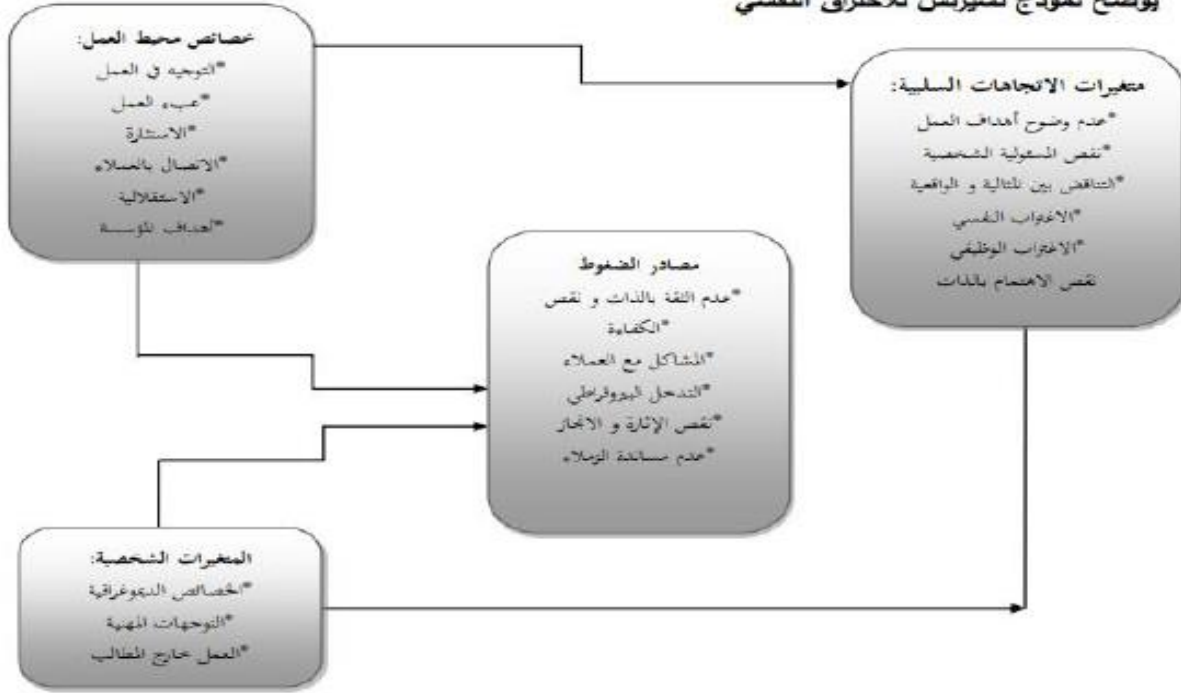 يوضح نموذج للاحتراق النفسي
خصائص محيط العمل:
*التوجيه في العمل
*عبء العمل
*الاستثارة
*الاتصال بالعملاء
*الاستقلالية
*أهداف المؤسسة
متغيرات الاتجاهات السلبية:
*عدم وضوح أهداف العمل
*نقص المسئولية الشخصية
*التناقض بين المثالية و الواقعية
*الاغتراب النفسي
*الاغتراب الوظيفي
نقص الاهتمام بالذات
مصادر الضغوط
*عدم الثقة بالذات و نقص
*الكفاءة
*المشاكل مع العملاء
*التدخل البيروقراطي
*نقص الإثارة و الانجاز
*عدم مساندة الزملاء
المتغيرات الشخصية:
*الخصائص الديموغرافية
*التوجهات المهنية
*العمل خارج المطالب